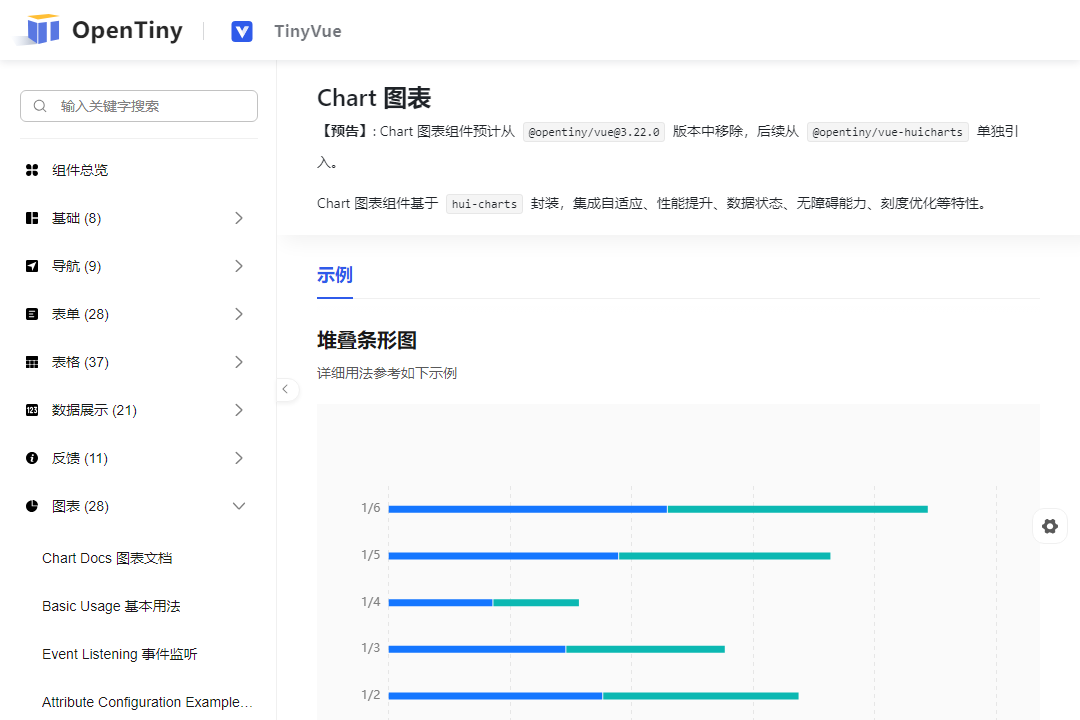 OpenTiny
TinyVue
输入关键字搜索
组件总览
基础 (8)
导航 (9)
表单 (28)
表格 (37)
数据展示 (21)
反馈 (11)
图表 (28)
Chart Docs 图表文档
Basic Usage 基本用法
Event Listening 事件监听
Attribute Configuration Example…
Chart 图表
【预告】: Chart 图表组件预计从 @opentiny/vue@3.22.0 版本中移除，后续从 @opentiny/vue-huicharts 单独引
入。
Chart 图表组件基于 hui-charts 封装，集成自适应、性能提升、数据状态、无障碍能力、刻度优化等特性。
示例
堆叠条形图
详细用法参考如下示例
1/6
1/5
1/4
1/3
1/2